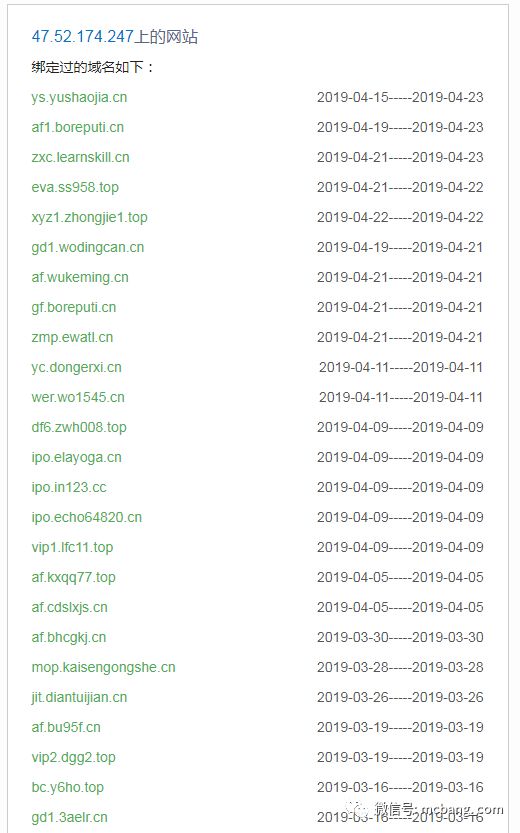 47.52.174.247上的网站
绑定过的域名如下：
ys.yushaojia.cn 2019-04-15-----2019-04-23
af1.boreputi.cn 2019-04-19-----2019-04-23
zxc.learnskill.cn 2019-04-21-----2019-04-23
eva.ss958.top 2019-04-21-----2019-04-22
xyz1.zhongjie1.top 2019-04-22-----2019-04-22
gd1.wodingcan.cn 2019-04-19-----2019-04-21
af.wukeming.cn 2019-04-21-----2019-04-21
gf.boreputi.cn 2019-04-21-----2019-04-21
zmp.ewatl.cn 2019-04-21-----2019-04-21
yc.dongerxi.cn 2019-04-11-----2019-04-11
wer.wo1545.cn 2019-04-11-----2019-04-11
df6.zwh008.top 2019-04-09-----2019-04-09
ipo.elayoga.cn 2019-04-09-----2019-04-09
ipo.in123.cc 2019-04-09-----2019-04-09
ipo.echo64820.cn 2019-04-09-----2019-04-09
vip1.lfc11.top 2019-04-09-----2019-04-09
af.kxqq77.top 2019-04-05-----2019-04-05
af.cdslxjs.cn 2019-04-05-----2019-04-05
af.bhcgkj.cn 2019-03-30-----2019-03-30
mop.kaisengongshe.cn 2019-03-28-----2019-03-28
jit.diantuijian.cn 2019-03-26-----2019-03-26
af.bu95f.cn 2019-03-19-----2019-03-19
vip2.dgg2.top 2019-03-19-----2019-03-19
bc.y6ho.top 2019-03-16-----2019-03-16
微信号: mcbang_com
gd1.3aelr.cn 2019-03-16-----2019-03-16